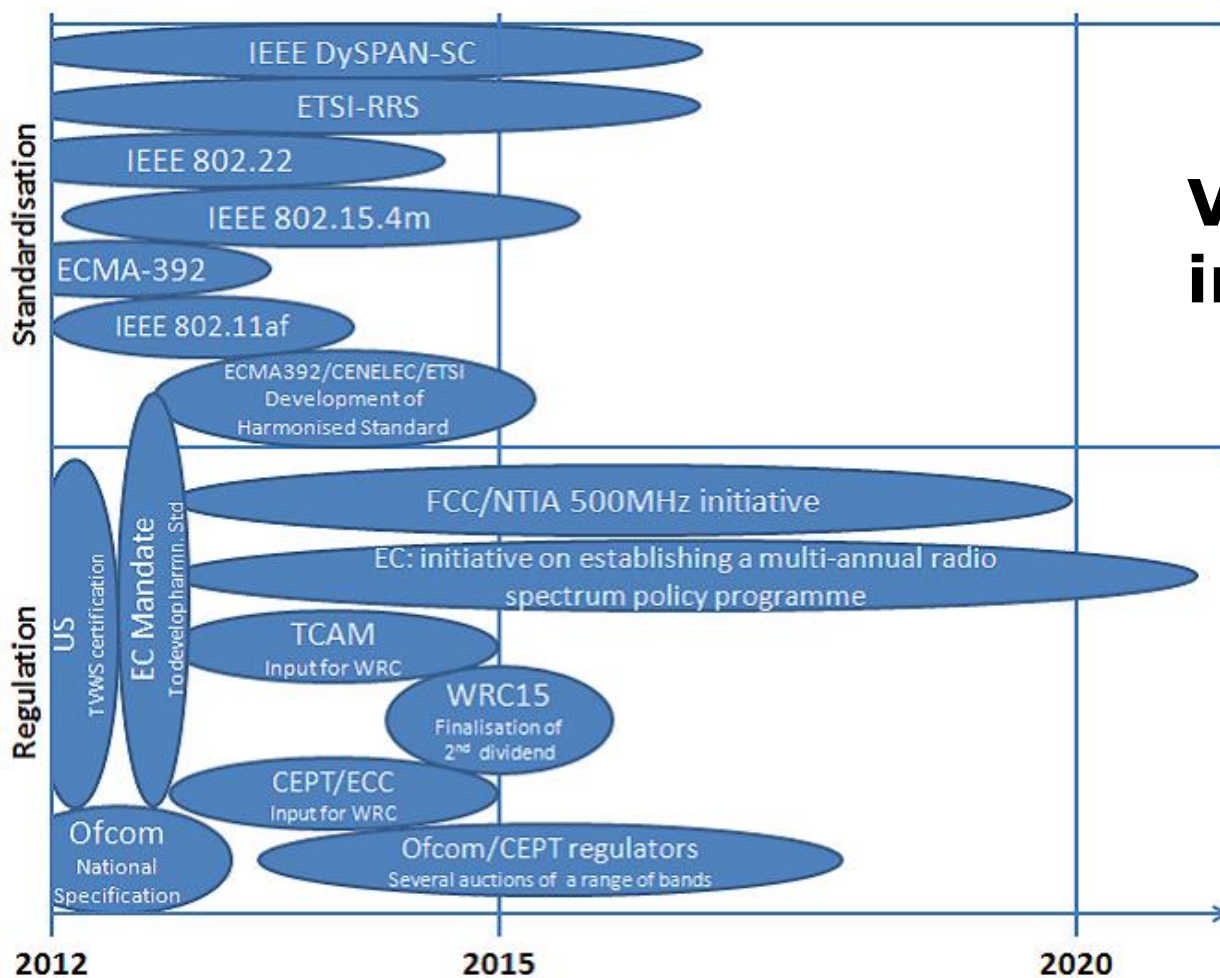 IEEE DySPAN-SC
ETSI-RRS
IEEE 802.22
IEEE 802.15.4m
ECMA-392
IEEE 802.11af
ECMA392/CENELEC/ETSI
Development of
Harmonised Standard
Standardisation
FCC/NTIA 500MHz initiative
EC: initiative on establishing a multi-annual radio
spectrum policy programme
TCAM
Input for WRC
WRC15
Finalisation of
2nd dividend
CEPT/ECC
Input for WRC
Ofcom/CEPT regulators
Several auctions of a range of bands
US
TVWS certification
EC Mandate
To develop harmn. Std
Ofcom
National
Specification
Regulation
2012
2015
2020